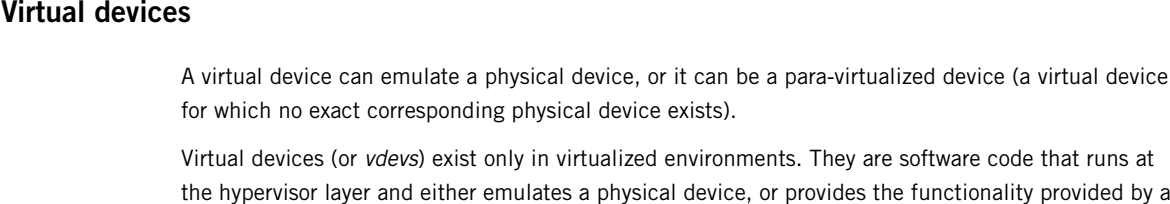 Virtual devices
A virtual device can emulate a physical device, or it can be a para-virtualized device (a virtual device
for which no exact corresponding physical device exists).
Virtual devices (or vdevs) exist only in virtualized environments. They are software code that runs at
the hypervisor layer and either emulates a physical device, or provides the functionality provided by a